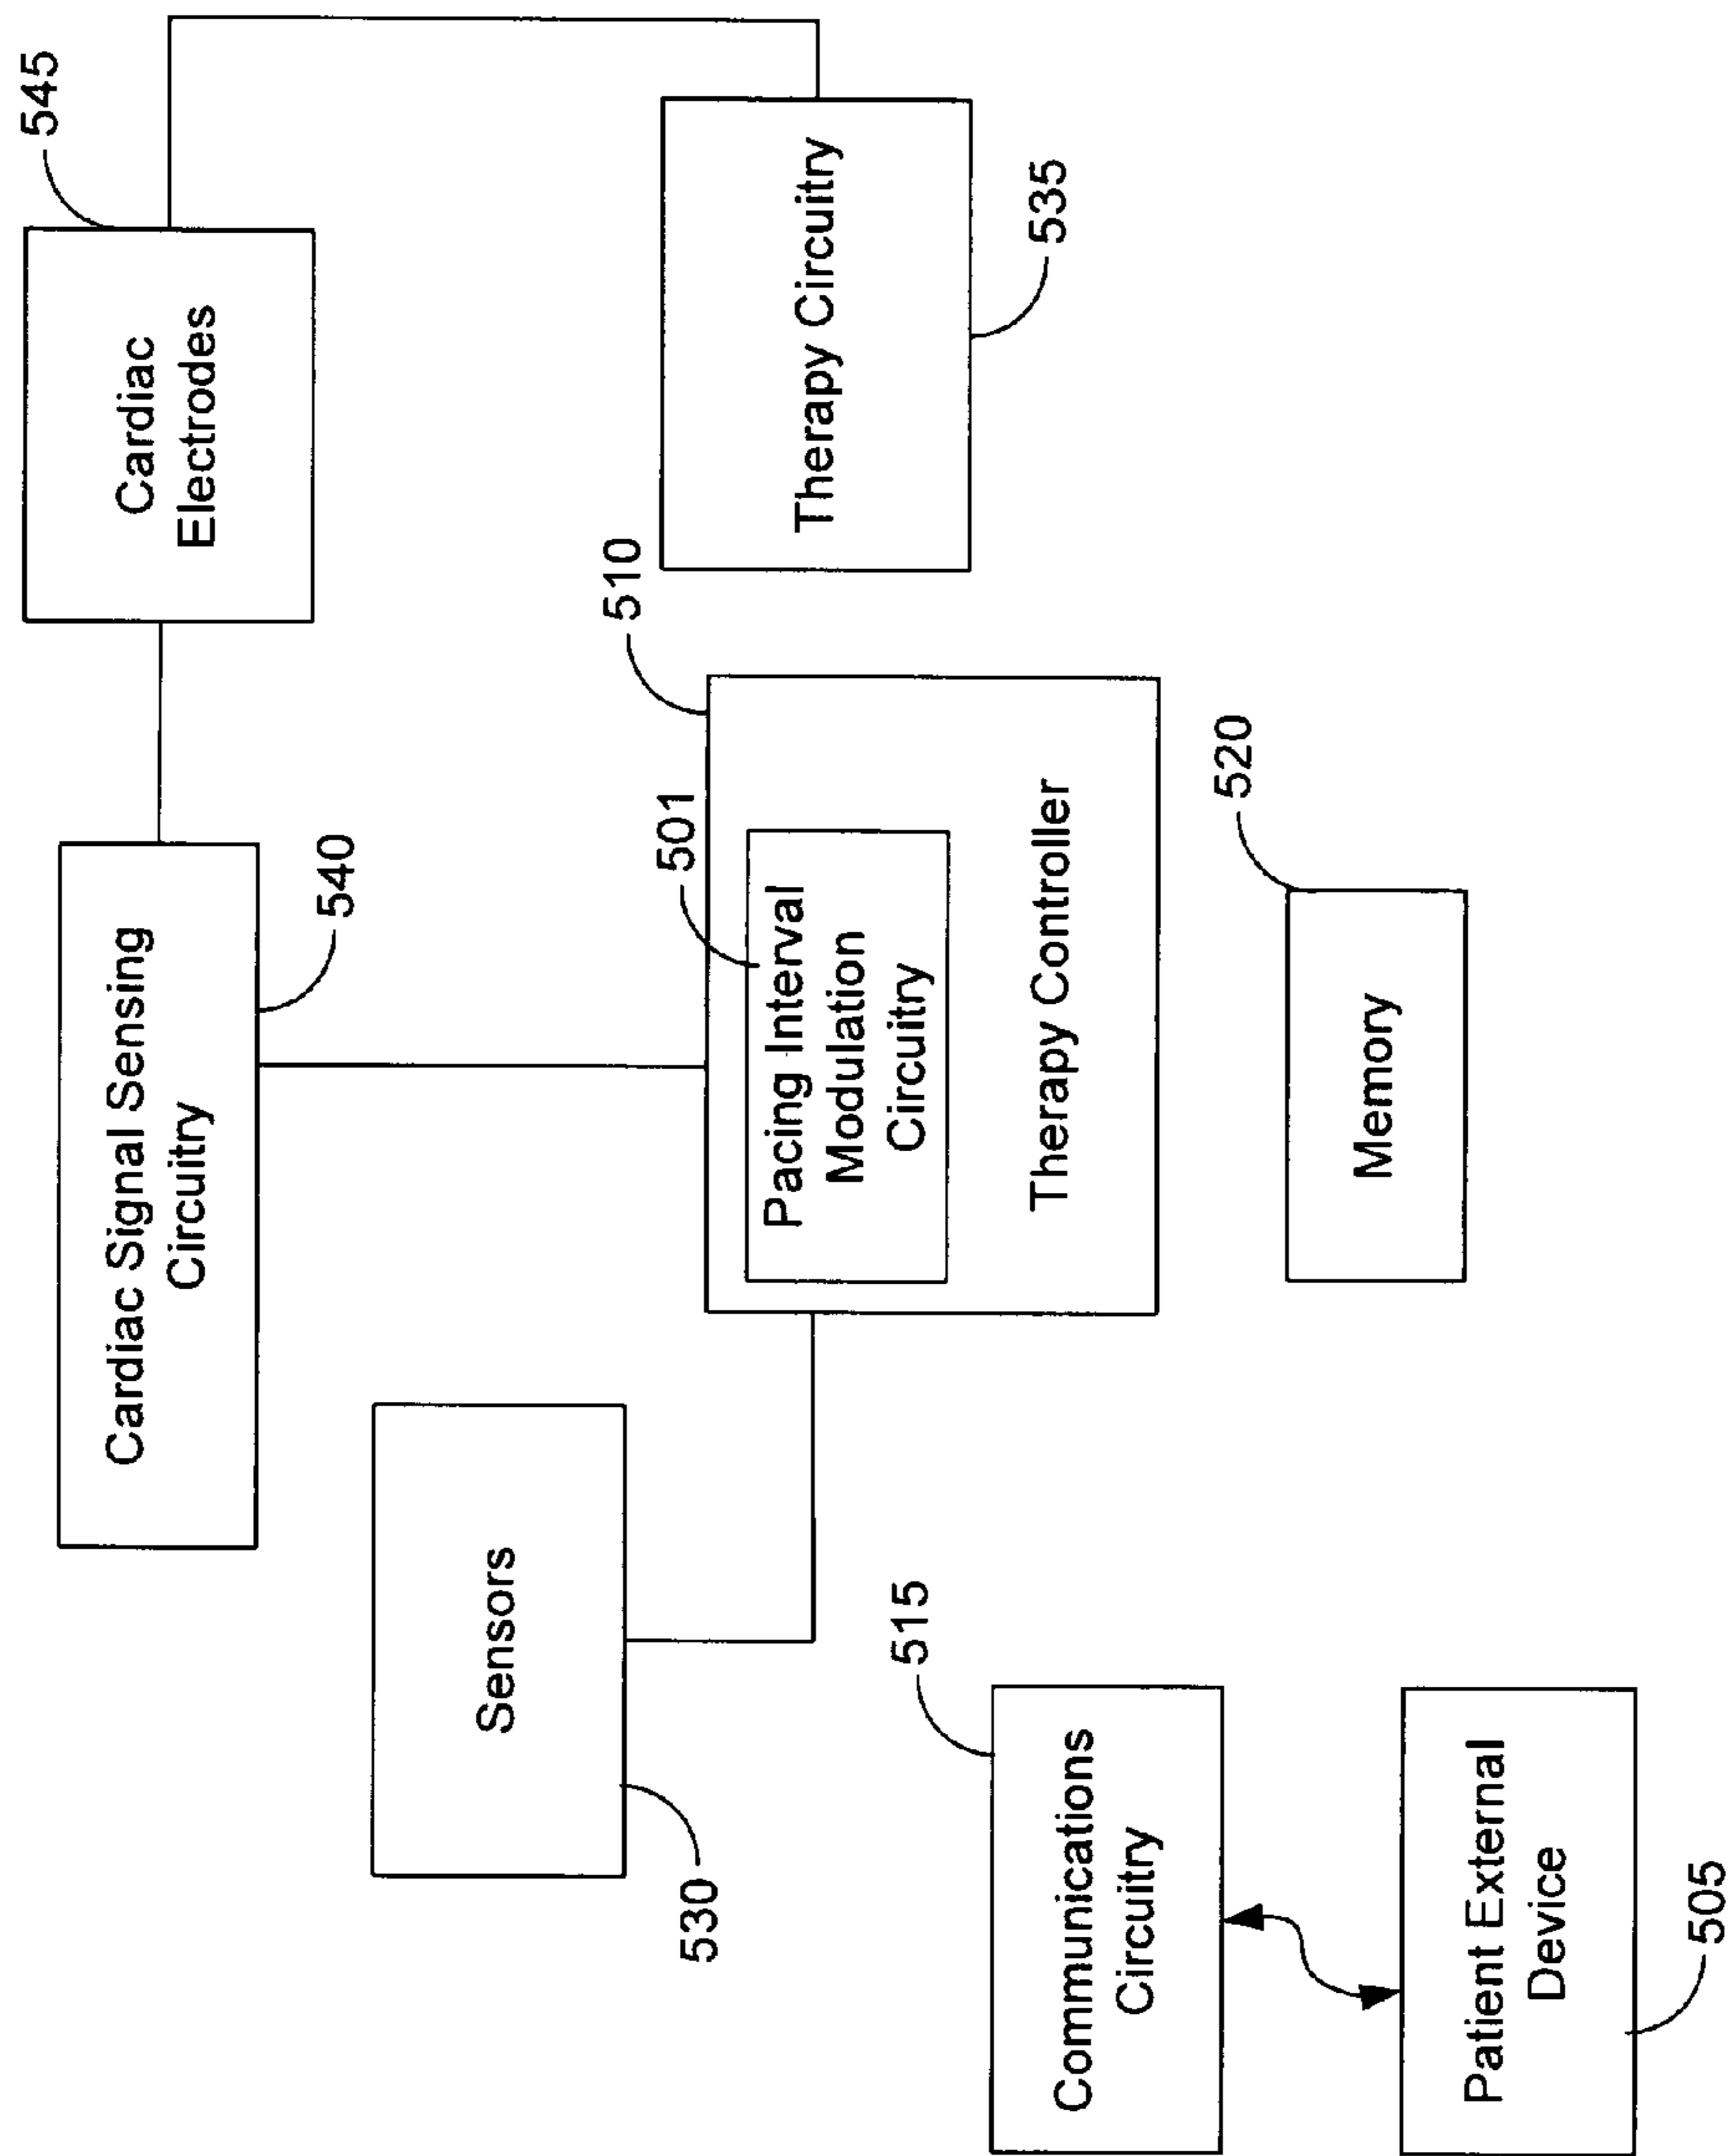 545
Cardiac
Electrodes
Cardiac Signal Sensing
Circuitry
540
Sensors
530
510
501
Pacing Interval
Modulation
Circuitry
Therapy Controller
Therapy Circuitry
535
515
Communications
Circuitry
520
Memory
Patient External
Device
505